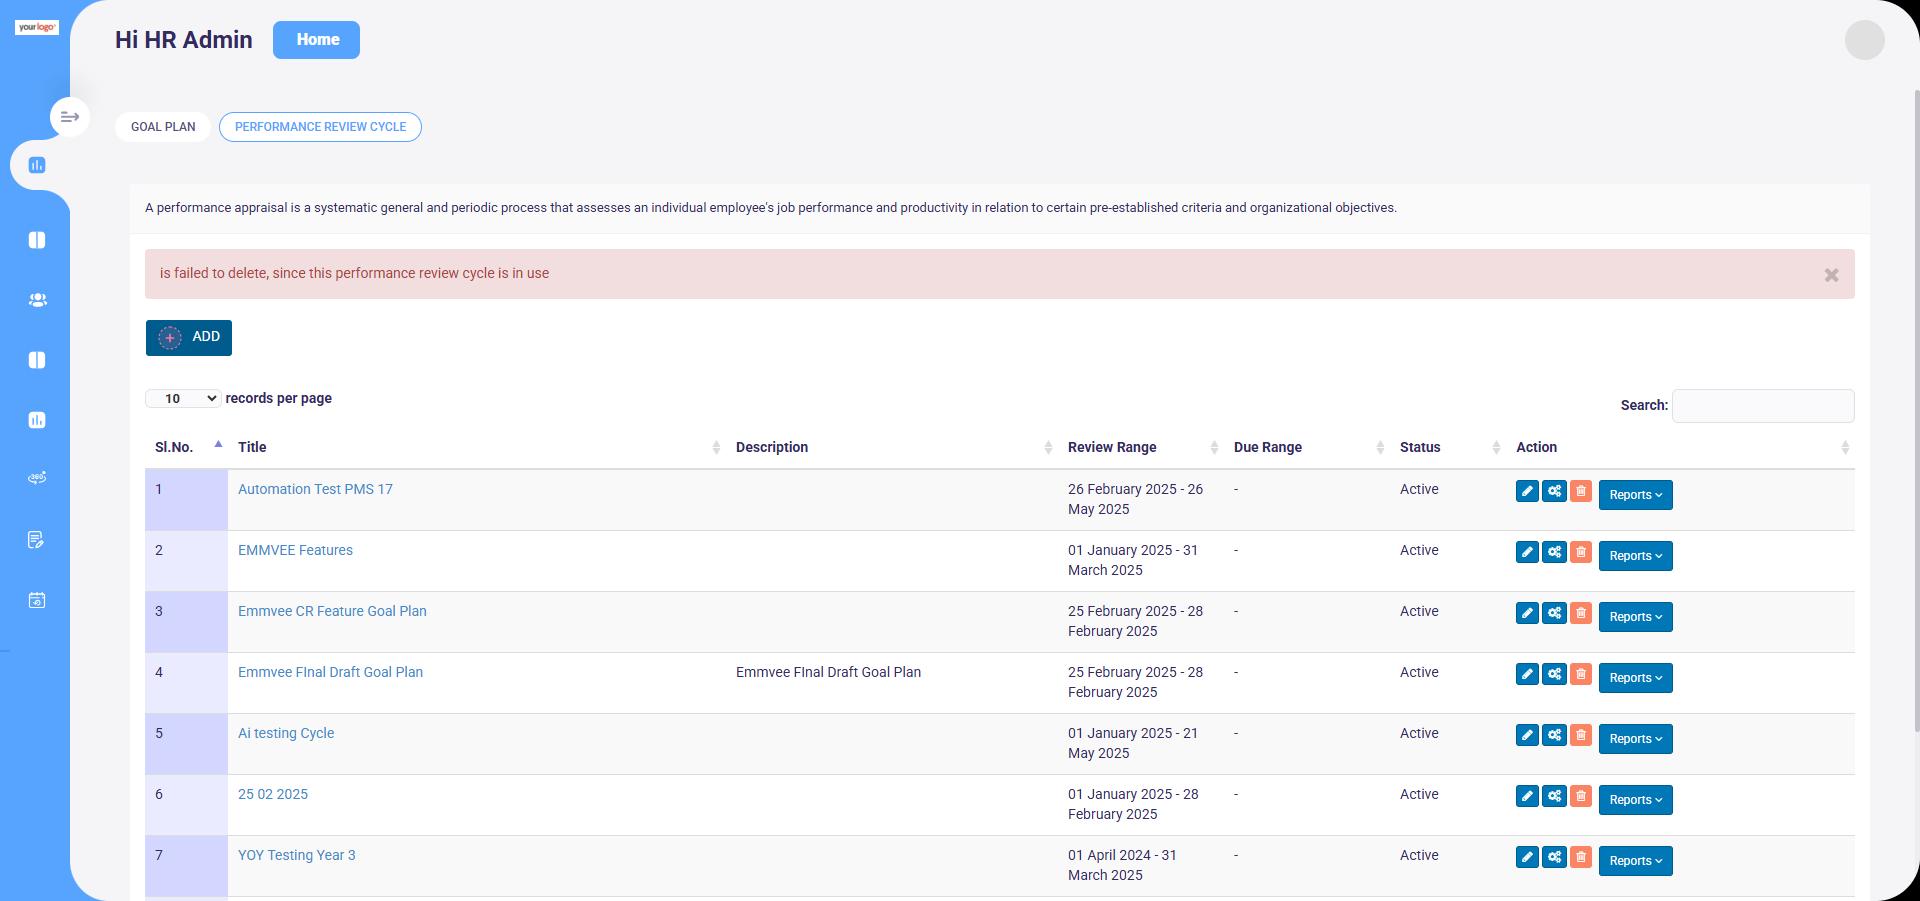 yourlogo
Hi HR Admin
Home
GOAL PLAN
PERFORMANCE REVIEW CYCLE
A performance appraisal is a systematic general and periodic process that assesses an individual employee's job performance and productivity in relation to certain pre-established criteria and organizational objectives.
is failed to delete, since this performance review cycle is in use
+ ADD
10 records per page
Search:
Sl.No. Title Description Review Range Due Range Status Action
1 Automation Test PMS 17 26 February 2025 - 26 - Active Reports
May 2025
2 EMMVEE Features 01 January 2025 - 31 - Active Reports
March 2025
3 Emmvee CR Feature Goal Plan 25 February 2025 - 28 - Active Reports
February 2025
4 Emmvee FInal Draft Goal Plan Emmvee FInal Draft Goal Plan 25 February 2025 - 28 - Active Reports
February 2025
5 Ai testing Cycle 01 January 2025 - 21 - Active Reports
May 2025
6 25 02 2025 01 January 2025 - 28 - Active Reports
February 2025
7 YOY Testing Year 3 01 April 2024 - 31 - Active Reports
March 2025
360